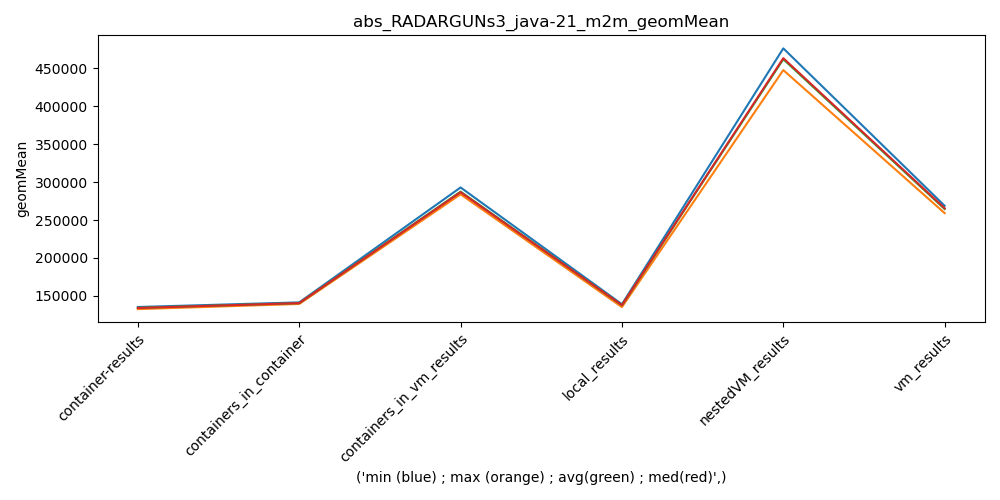 abs_RADARGUNs3_java-21_m2m_geomMean
geomMean
450000
400000
350000
300000
250000
200000
150000
container-results
containers_in_container
containers_in_vm_results
local_results
nestedVM_results
vm_results
('min (blue) ; max (orange) ; avg(green) ; med(red)',)